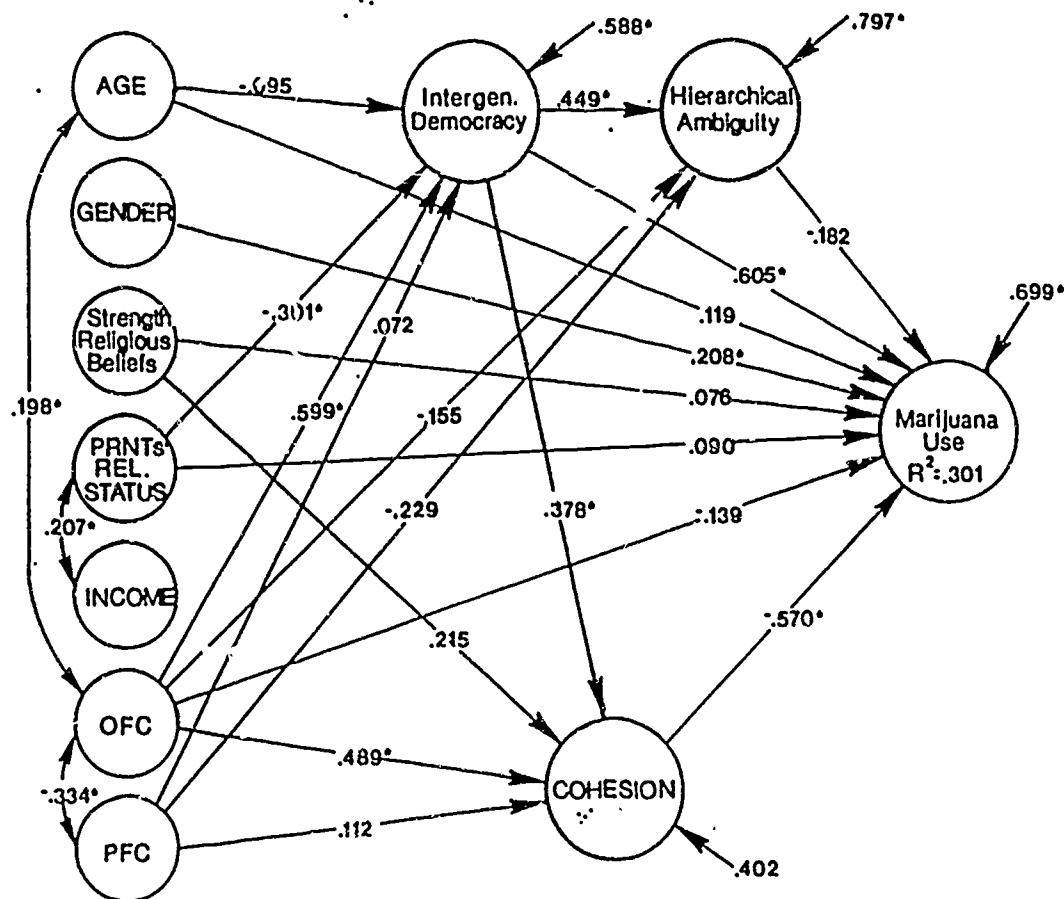 .588*
.797*
AGE
-.095
Intergen.
Democracy
.449*
Hierarchical
Ambiguity
GENDER
-.182
.605*
.699*
Strength
Religious
Beliefs
-.301*
.072
.119
.208*
.198*
.599*
-.155
.076
Marijuana
Use
R²=.301
PRNTs'
REL.
STATUS
.090
-.229
.378*
-.139
.207*
INCOME
.215
-.570*
OFC
.489*
COHESION
-.334*
.112
PFC
.402